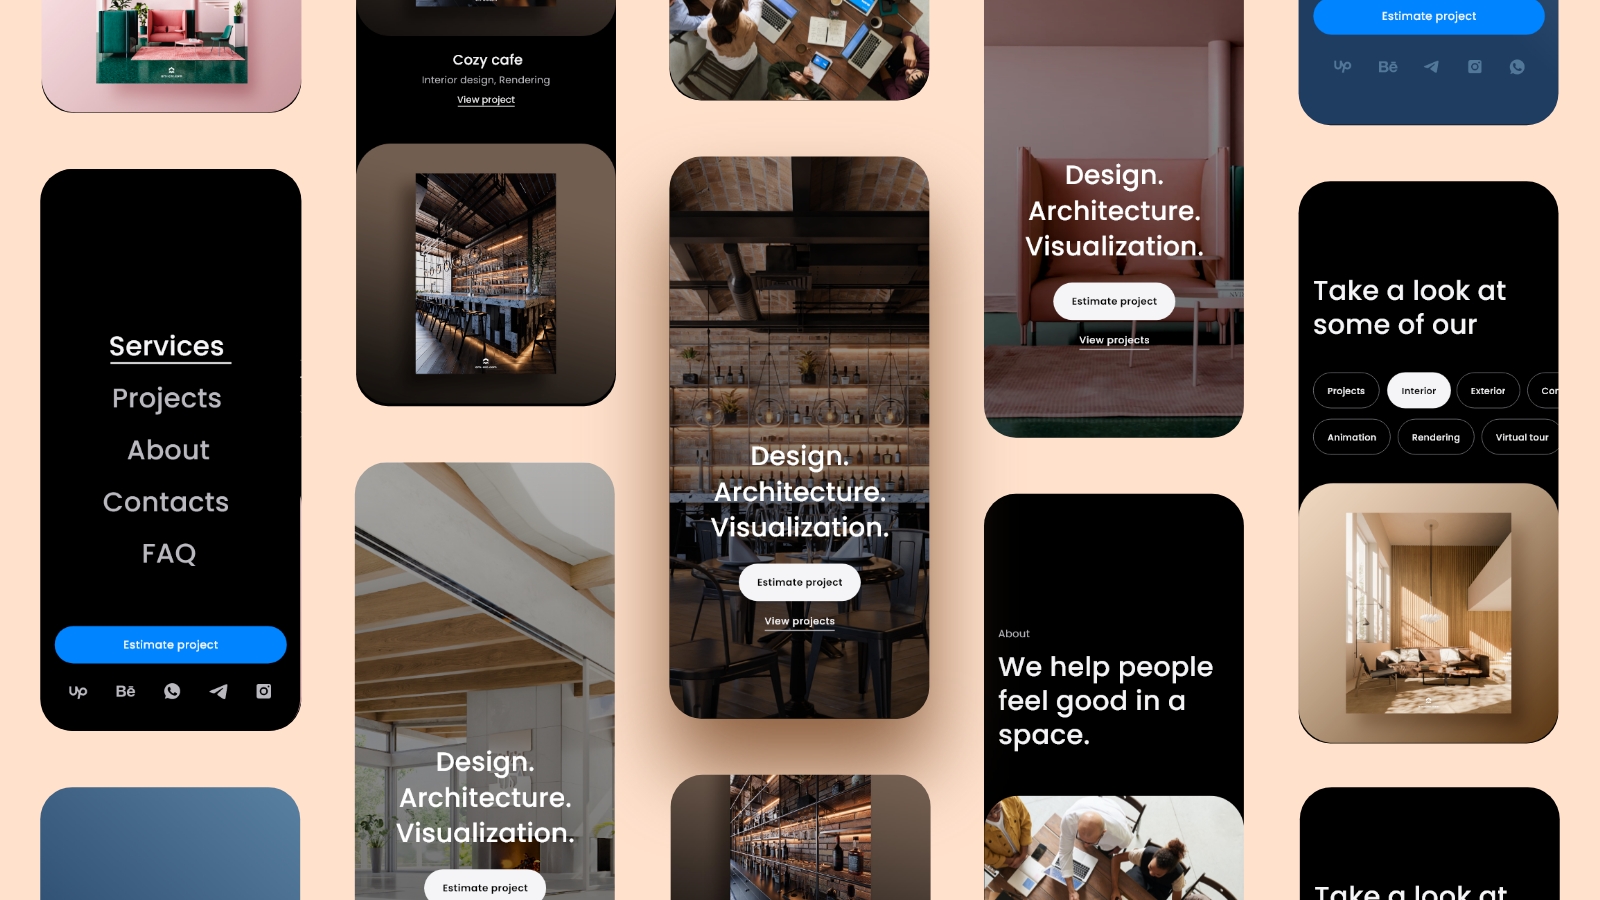 Services
Projects
About
Contacts
FAQ
Estimate project
Up
Bē
Cozy cafe
Interior design, Rendering
View project
Design.
Architecture.
Visualization.
Estimate project
Design.
Architecture.
Visualization.
Estimate project
View projects
Design.
Architecture.
Visualization.
Estimate project
View projects
About
We help people
feel good in a
space.
Estimate project
Up
Bē
Take a look at
some of our
Projects
Interior
Exterior
Con
Animation
Rendering
Virtual tour
Take a look at